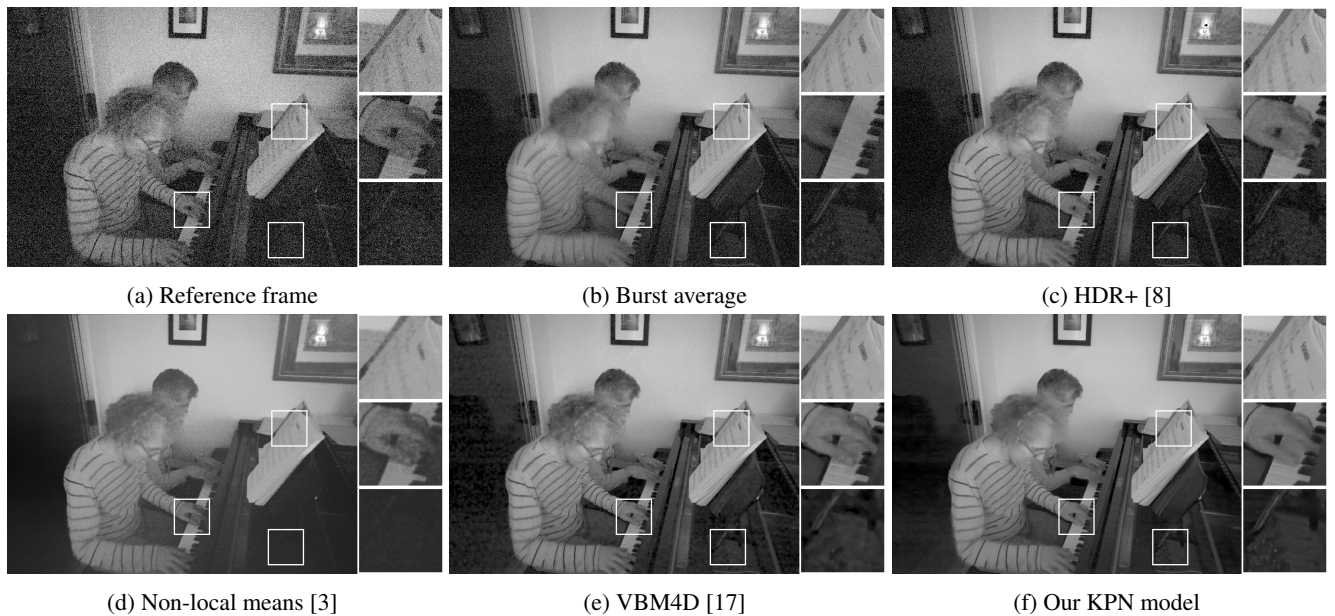 (a) Reference frame
(b) Burst average
(c) HDR+ [8]
(d) Non-local means [3]
(e) VBM4D [17]
(f) Our KPN model